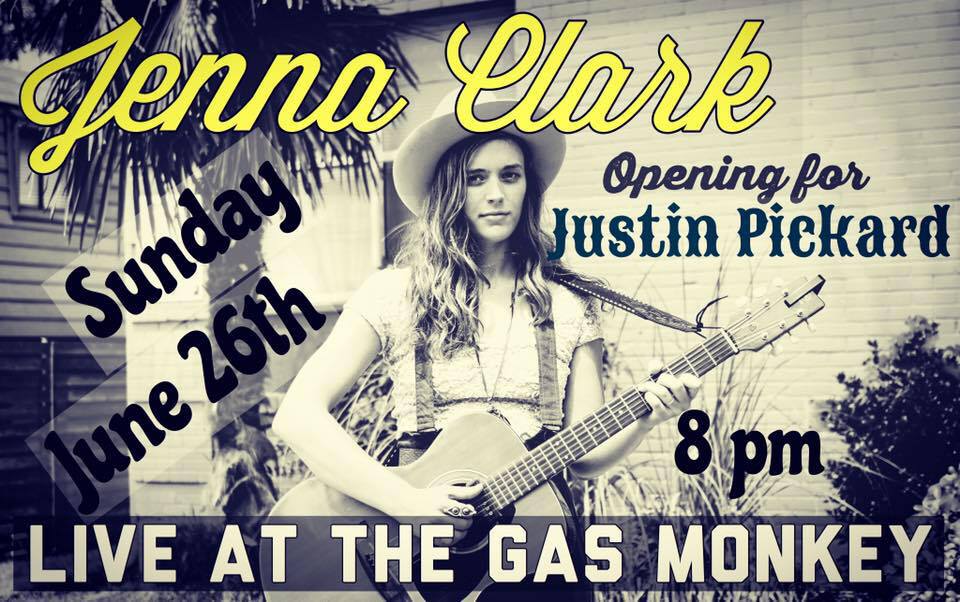 Jenna Clark
Opening for
Justin Pickard
Sunday
June 26th
8 pm
LIVE AT THE GAS MONKEY